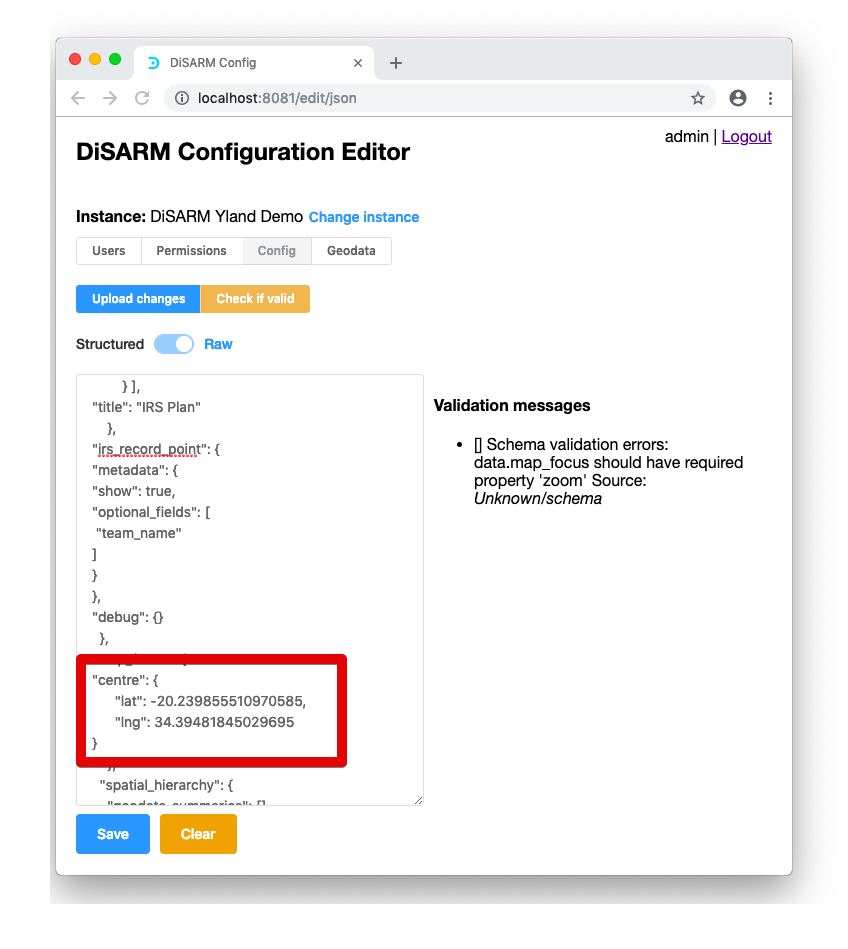 DiSARM Config
localhost:8081/edit/json
admin | Logout
DiSARM Configuration Editor
Instance: DiSARM Yland Demo Change instance
Users Permissions Config Geodata
Upload changes Check if valid
Structured Raw
} ],
"title": "IRS Plan"
},
"irs_record_point": {
"metadata": {
"show": true,
"optional_fields": [
"team_name"
]
}
},
"debug": {}
},
"centre": {
"lat": -20.239855510970585,
"lng": 34.39481845029695
}
},
"spatial_hierarchy": {
"geodata_summaries": []
Validation messages
• [] Schema validation errors:
data.map_focus should have required
property 'zoom' Source:
Unknown/schema
Save Clear